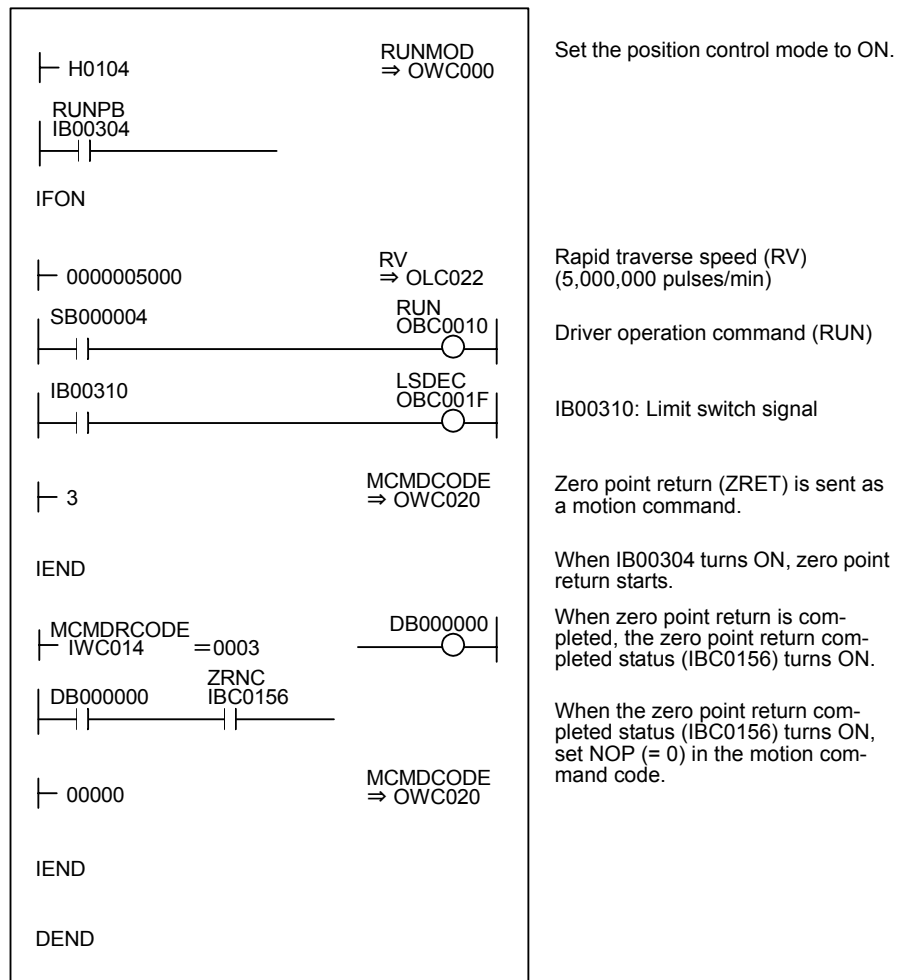 RUNMOD
H0104 ⇒ OWC000
Set the position control mode to ON.
RUNPB
IB00304
IFON
RV
0000005000 ⇒ OLC022
Rapid traverse speed (RV)
(5,000,000 pulses/min)
RUN
SB000004 OBC0010
Driver operation command (RUN)
LSDEC
IB00310 OBC001F
IB00310: Limit switch signal
MCMDCODE
3 ⇒ OWC020
Zero point return (ZRET) is sent as
a motion command.
IEND
When IB00304 turns ON, zero point
return starts.
MCMDRCODE DB000000
IWC014 =0003
When zero point return is com-
pleted, the zero point return com-
pleted status (IBC0156) turns ON.
ZRNC
DB000000 IBC0156
When the zero point return com-
pleted status (IBC0156) turns ON,
set NOP (= 0) in the motion com-
mand code.
MCMDCODE
00000 ⇒ OWC020
IEND
DEND